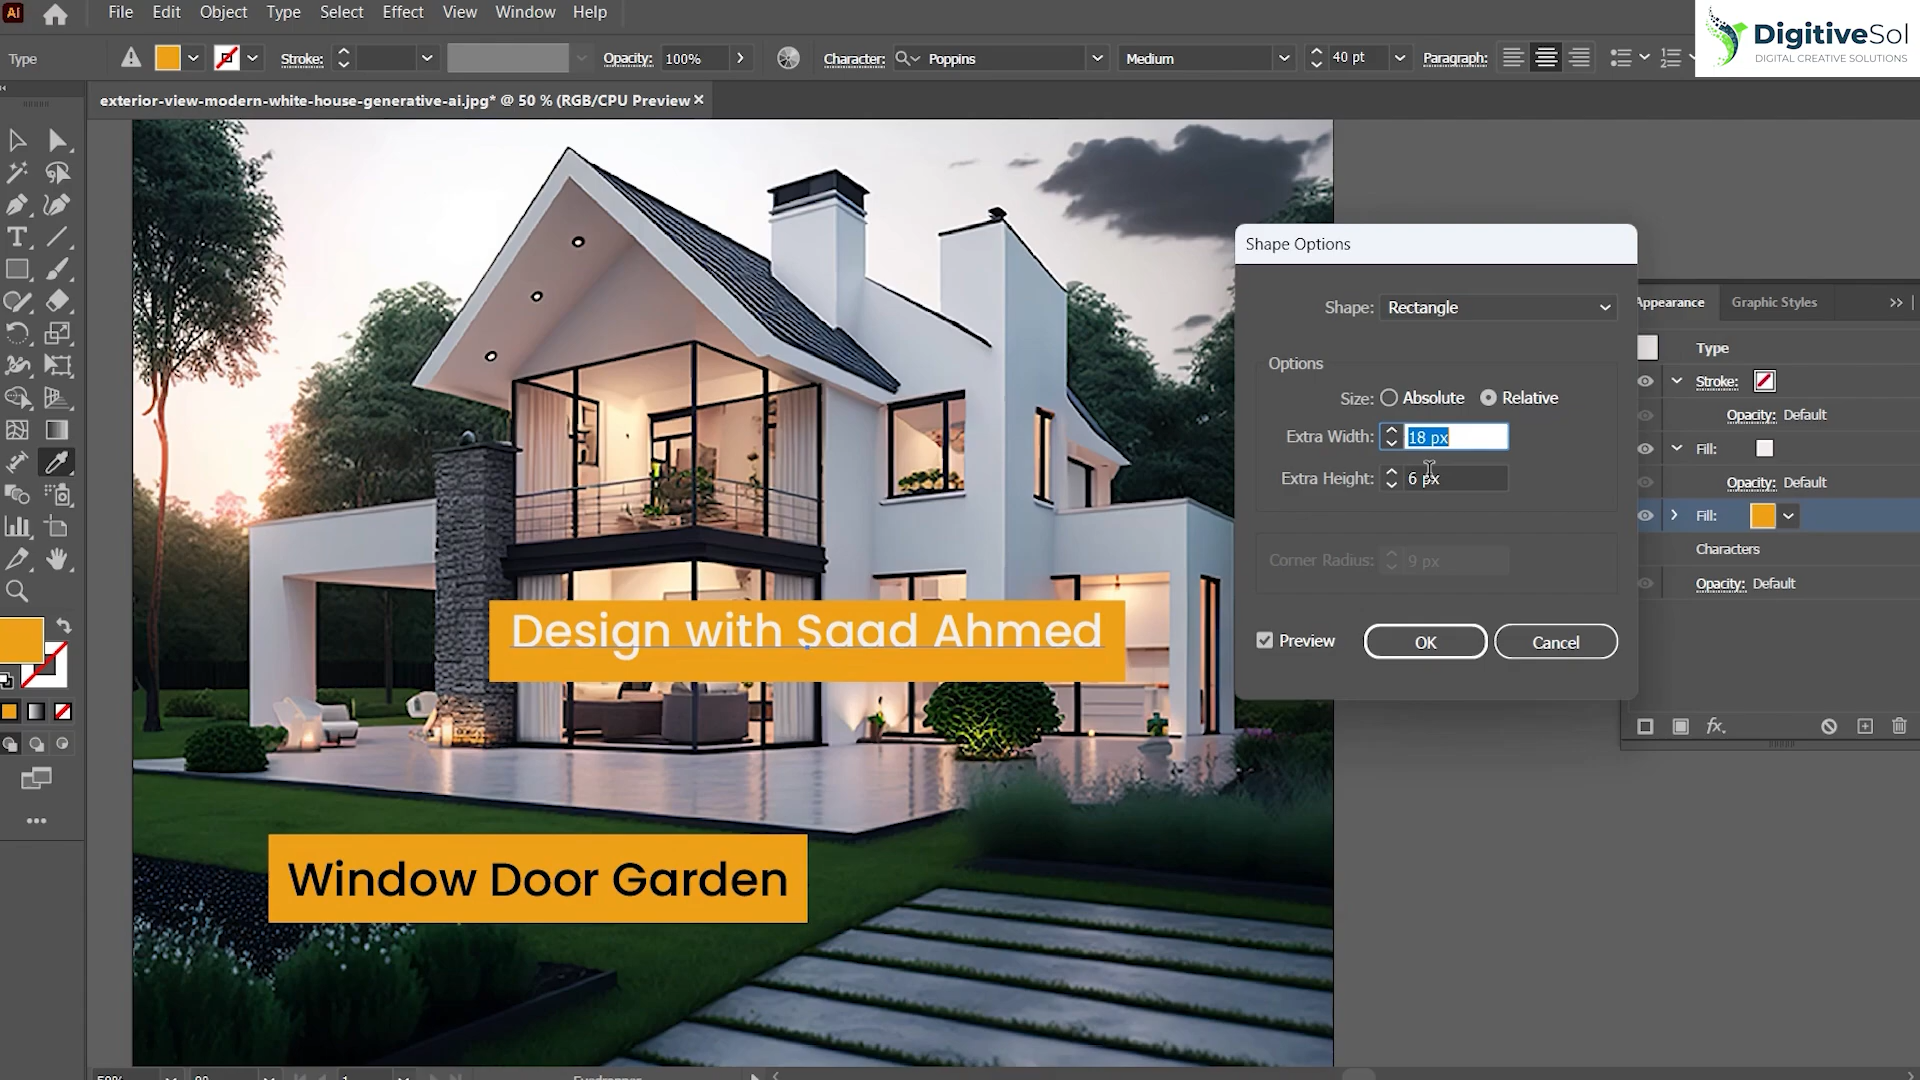 Ai File Edit Object Type Select Effect View Window Help
DigitiveSol
DIGITAL CREATIVE SOLUTIONS
Type Stroke: Opacity: 100% Character: Poppins Medium 40 pt Paragraph:
exterior-view-modern-white-house-generative-ai.jpg* @ 50 % (RGB/CPU Preview ×
Shape Options
Shape: Rectangle
Options
Size: Absolute Relative
Extra Width: 18 px
Extra Height: 6 px
Corner Radius: 9 px
Preview OK Cancel
Appearance Graphic Styles
Type
Stroke:
Opacity: Default
Fill:
Opacity: Default
Fill:
Characters
Opacity: Default
fx
Design with Saad Ahmed
Window Door Garden